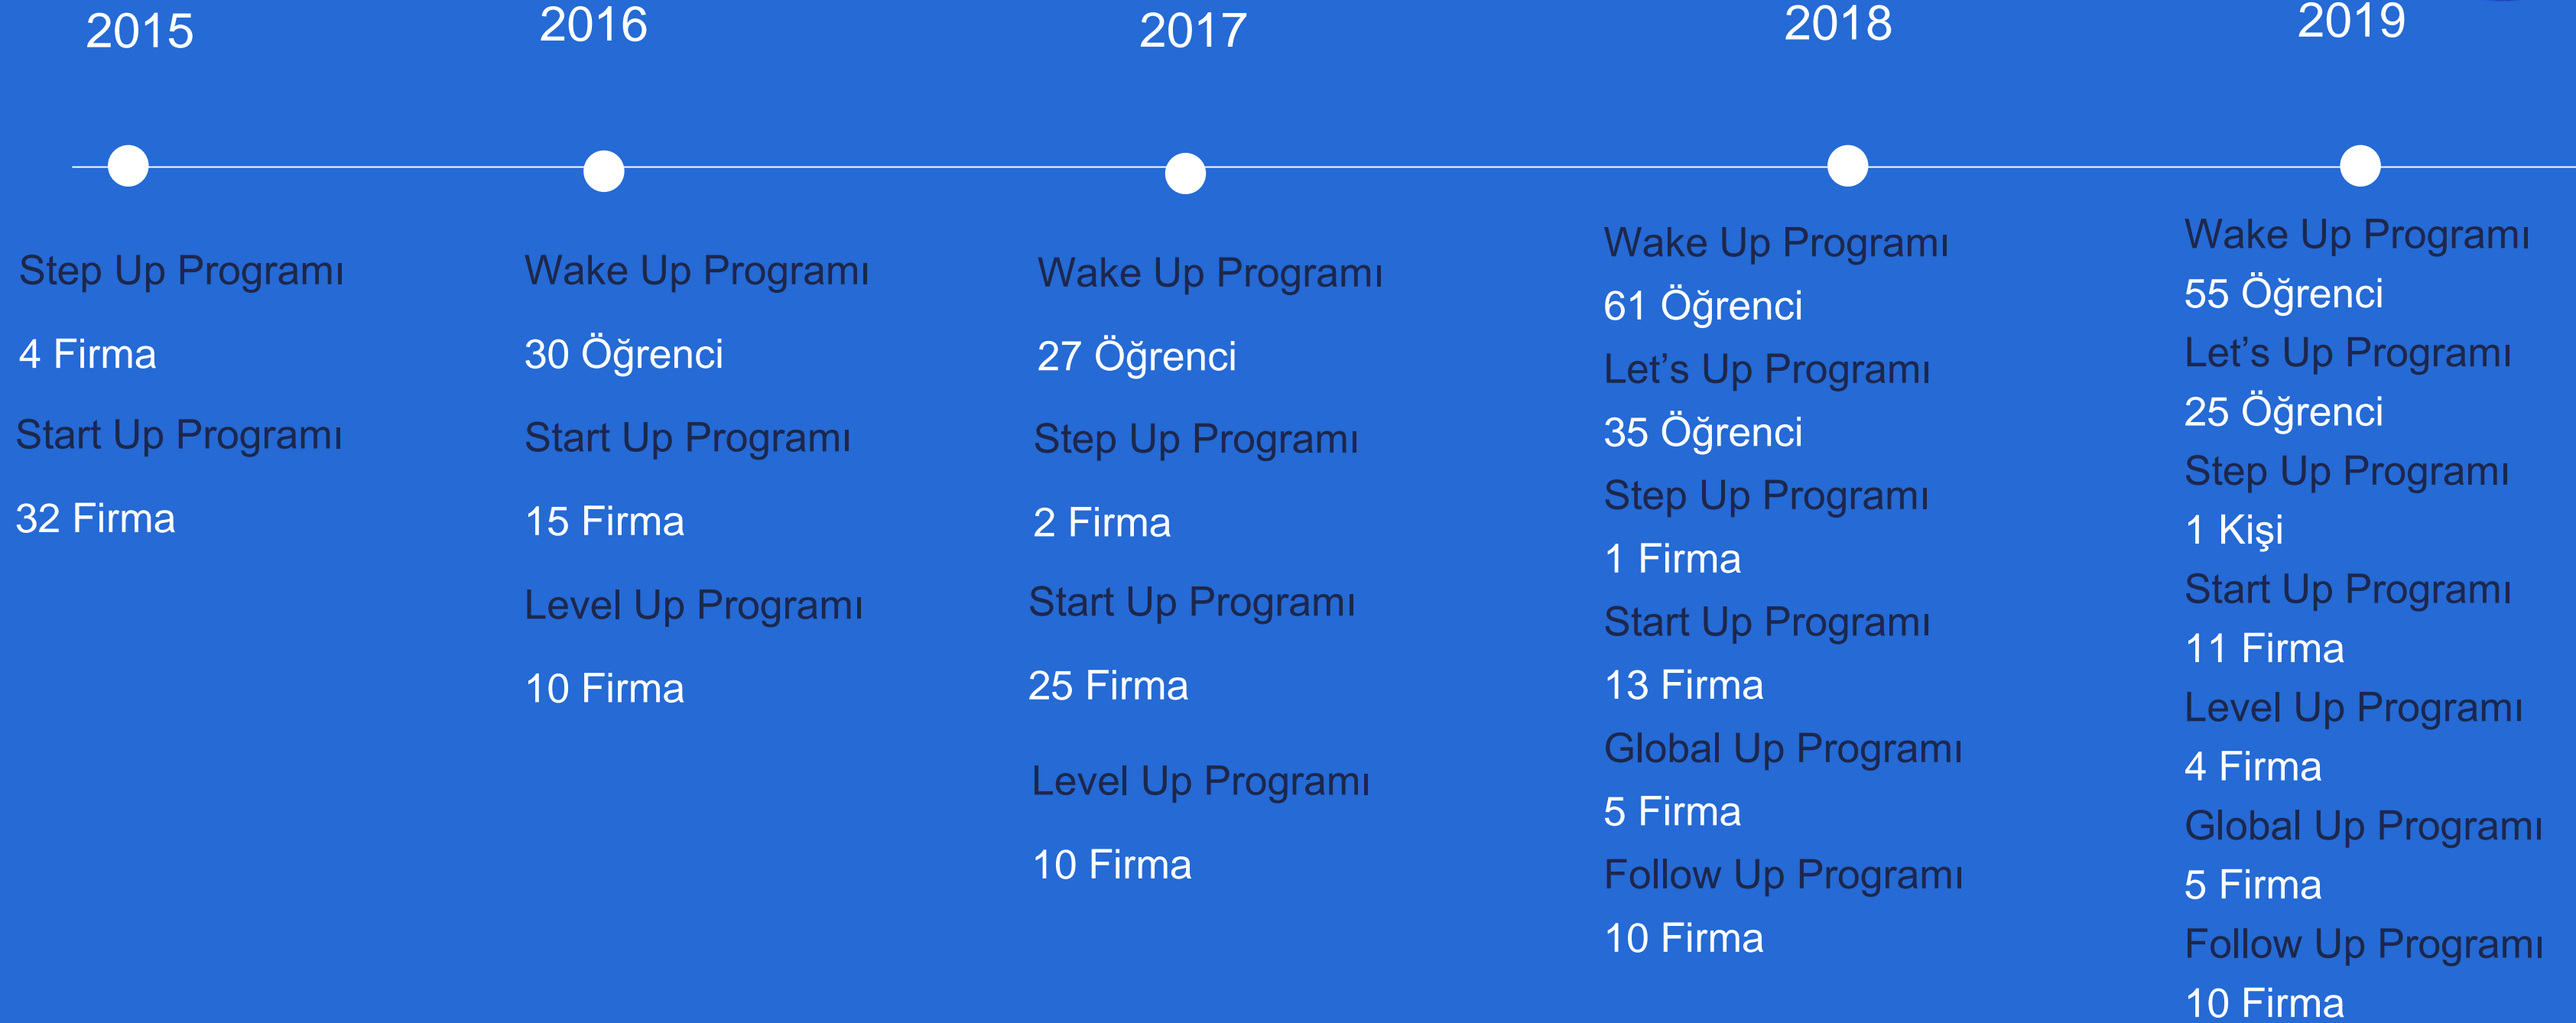 2015
Step Up Programı
4 Firma
Start Up Programı
32 Firma
2016
Wake Up Programı
30 Öğrenci
Start Up Programı
15 Firma
Level Up Programı
10 Firma
2017
Wake Up Programı
27 Öğrenci
Step Up Programı
2 Firma
Start Up Programı
25 Firma
Level Up Programı
10 Firma
2018
Wake Up Programı
61 Öğrenci
Let’s Up Programı
35 Öğrenci
Step Up Programı
1 Firma
Start Up Programı
13 Firma
Global Up Programı
5 Firma
Follow Up Programı
10 Firma
2019
Wake Up Programı
55 Öğrenci
Let’s Up Programı
25 Öğrenci
Step Up Programı
1 Kişi
Start Up Programı
11 Firma
Level Up Programı
4 Firma
Global Up Programı
5 Firma
Follow Up Programı
10 Firma